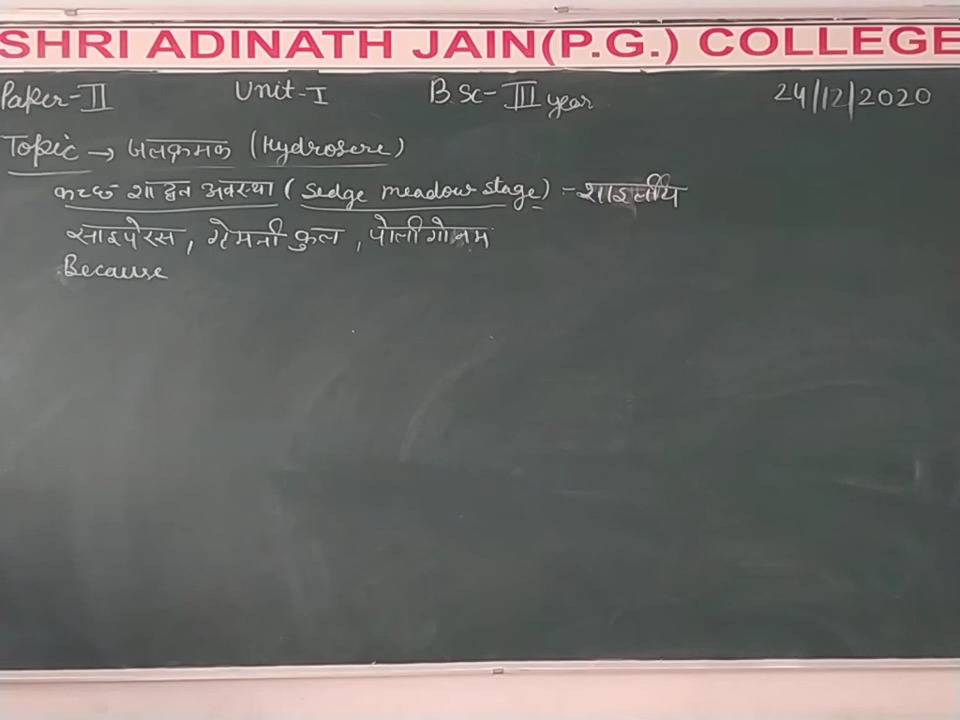 SHRI ADINATH JAIN(P.G.) COLLEGE
Paper-II Unit-I B.Sc-III year 24/12/2020
Topic → जलक्रमक (Hydrosere)
कच्छ शाद्वल अवस्था (Sedge meadow stage) -
साइपेरस, ग्रेमनी कुल, पोलीगोनम
Because